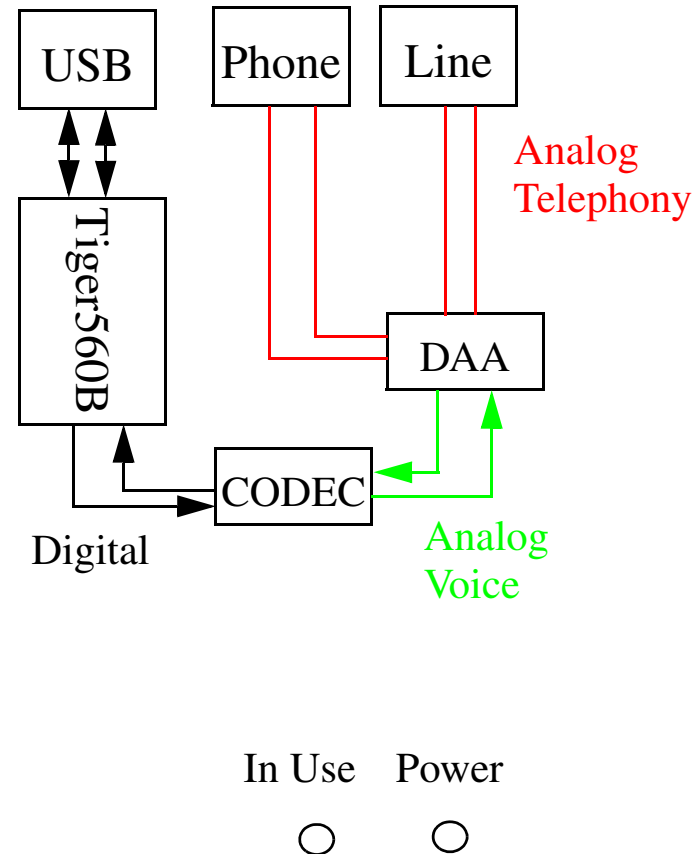 USB
Phone
Line
Analog
Telephony
Tiger560B
DAA
CODEC
Digital
Analog
Voice
In Use
Power